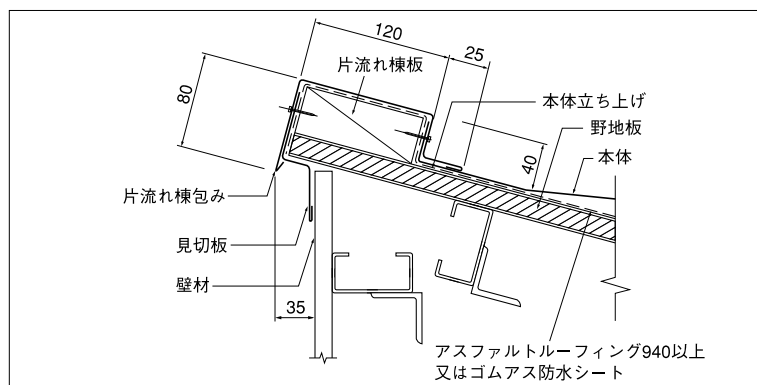 120
25
80
片流れ棟板
本体立ち上げ
野地板
40
本体
片流れ棟包み
見切板
壁材
35
アスファルトルーフィング940以上
又はゴムアス防水シート